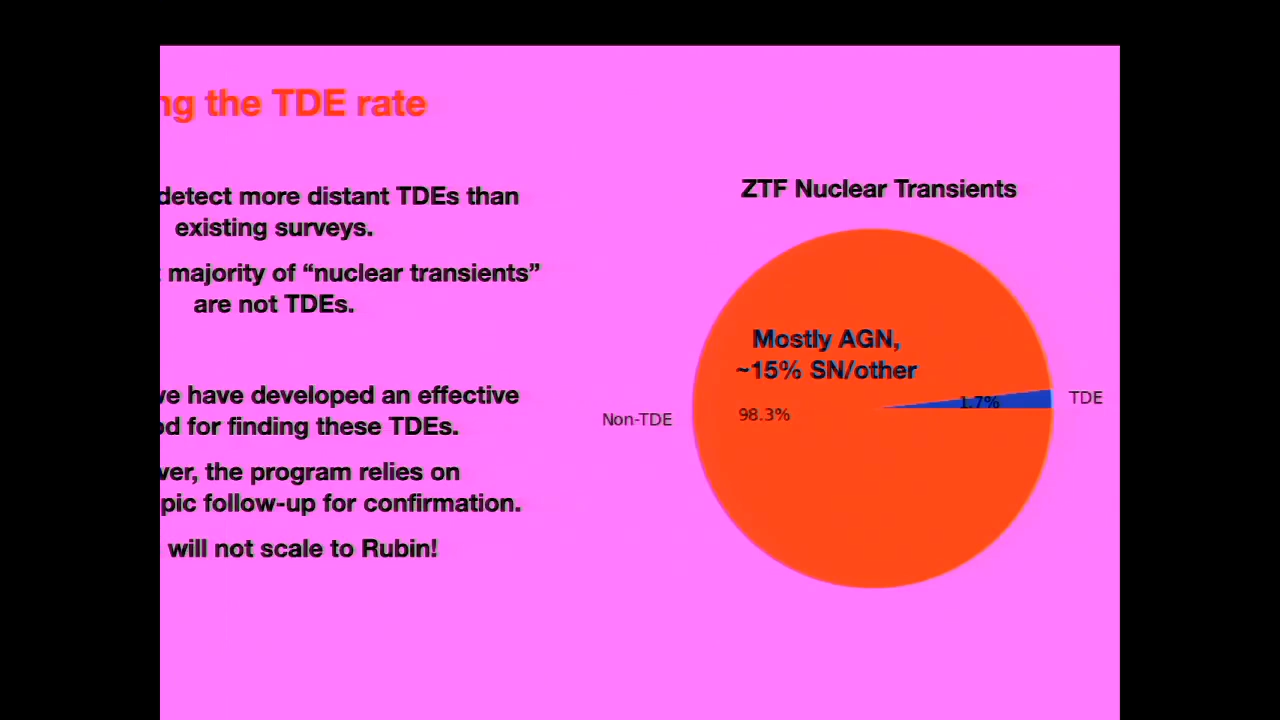 ng the TDE rate
detect more distant TDEs than
existing surveys.
majority of “nuclear transients”
are not TDEs.
we have developed an effective
od for finding these TDEs.
ver, the program relies on
pic follow-up for confirmation.
will not scale to Rubin!
ZTF Nuclear Transients
Mostly AGN,
~15% SN/other
98.3%
1.7%
Non-TDE
TDE